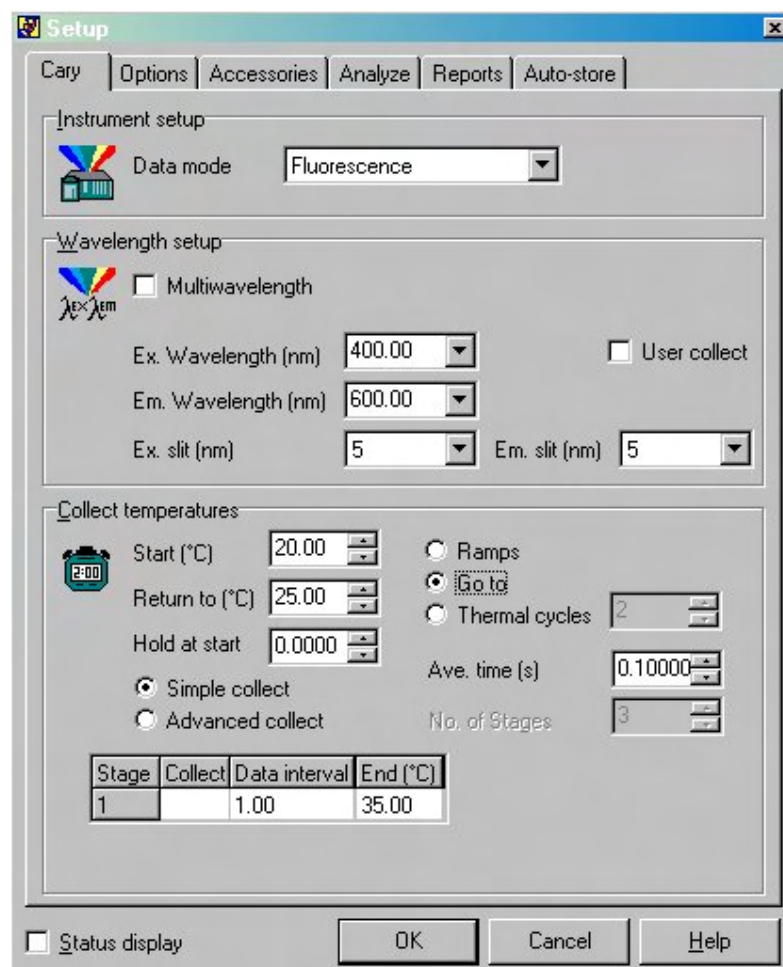 Setup
Cary Options Accessories Analyze Reports Auto-store
Instrument setup
Data mode Fluorescence
Wavelength setup
λEx λEm
Multiwavelength
Ex. Wavelength (nm) 400.00 User collect
Em. Wavelength (nm) 600.00
Ex. slit (nm) 5 Em. slit (nm) 5
Collect temperatures
2:00
Start (°C) 20.00 Ramps
Return to (°C) 25.00 Go to
Thermal cycles 2
Hold at start 0.0000
Ave. time (s) 0.10000
Simple collect
Advanced collect No. of Stages 3
Stage Collect Data interval End (°C)
1 1.00 35.00
Status display OK Cancel Help